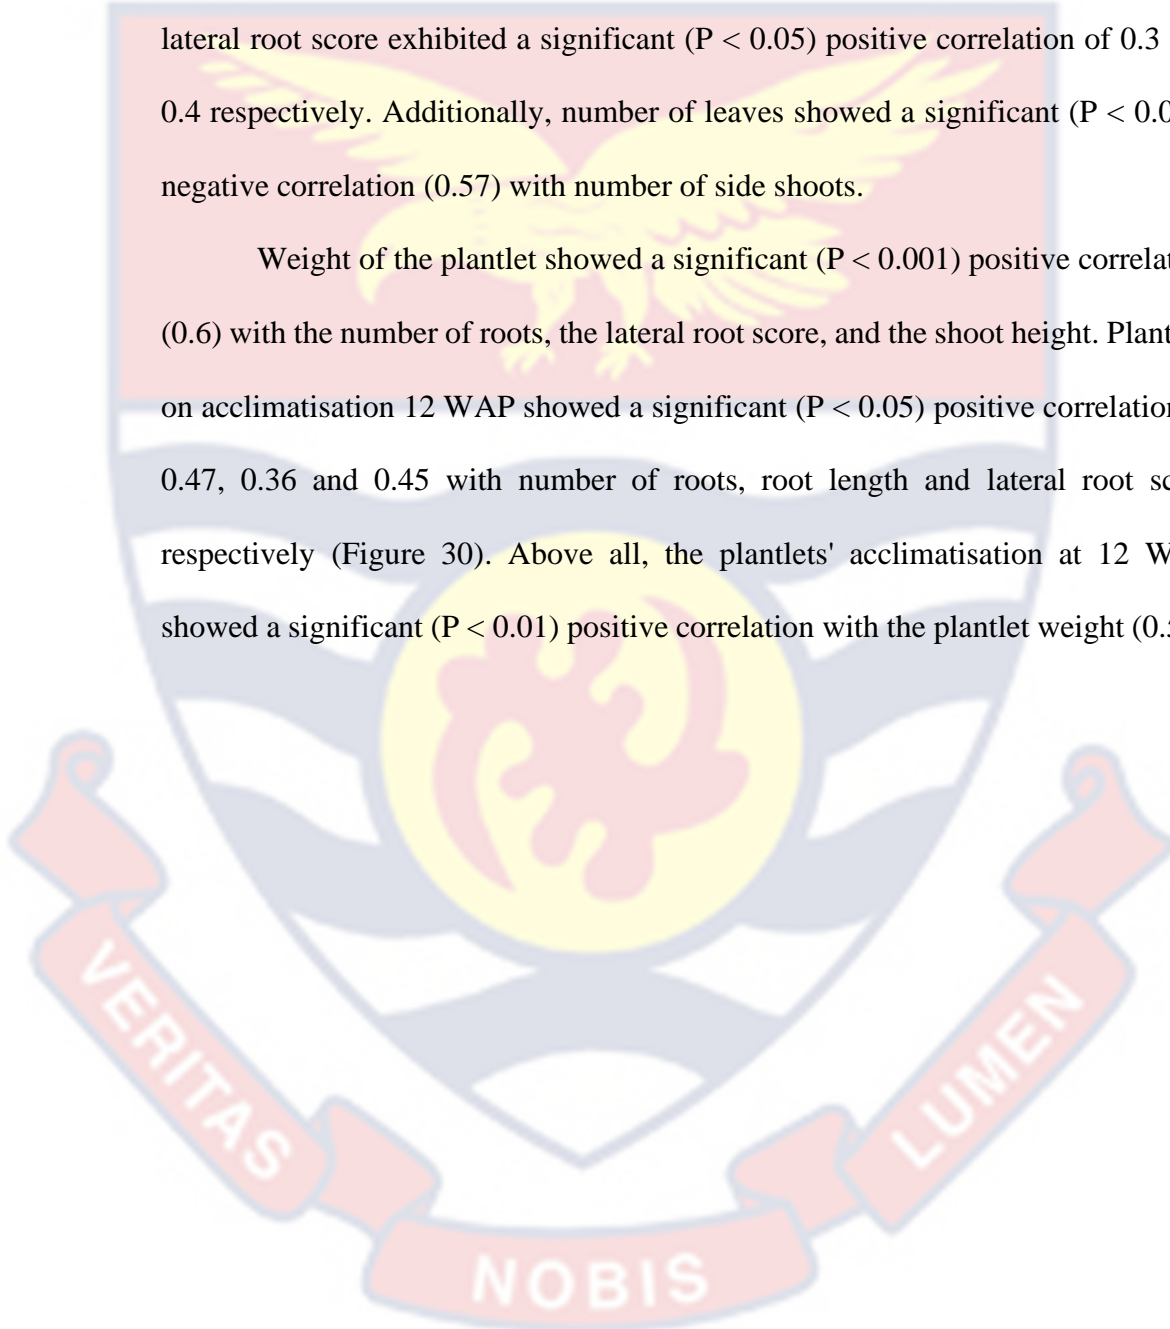 lateral root score exhibited a significant (P < 0.05) positive correlation of 0.3
0.4 respectively. Additionally, number of leaves showed a significant (P < 0.0
negative correlation (0.57) with number of side shoots.
Weight of the plantlet showed a significant (P < 0.001) positive correlat
(0.6) with the number of roots, the lateral root score, and the shoot height. Plant
on acclimatisation 12 WAP showed a significant (P < 0.05) positive correlation
0.47, 0.36 and 0.45 with number of roots, root length and lateral root sc
respectively (Figure 30). Above all, the plantlets' acclimatisation at 12 W
showed a significant (P < 0.01) positive correlation with the plantlet weight (0.
VERITAS
NOBIS
LUMEN